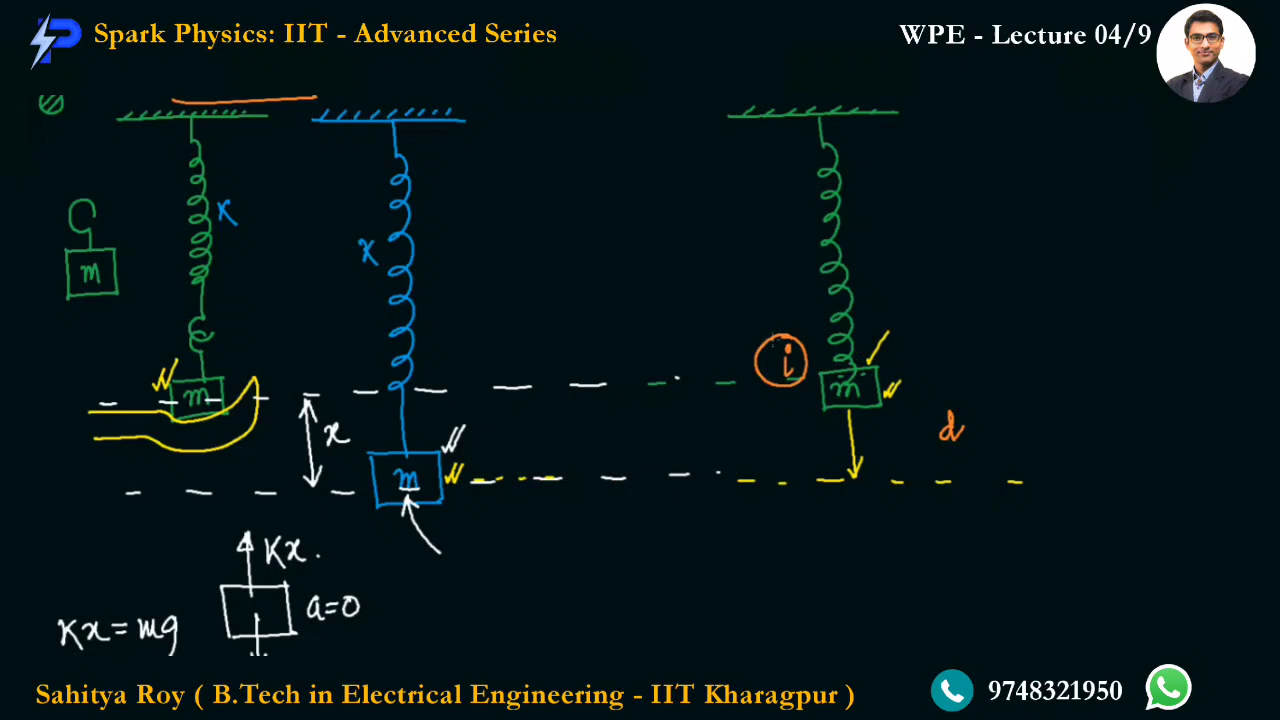 Spark Physics: IIT - Advanced Series
WPE - Lecture 04/9
K
K
m
m
x
m
i
m
d
Kx.
a=0
Kx = mg
Sahitya Roy ( B.Tech in Electrical Engineering - IIT Kharagpur )
9748321950